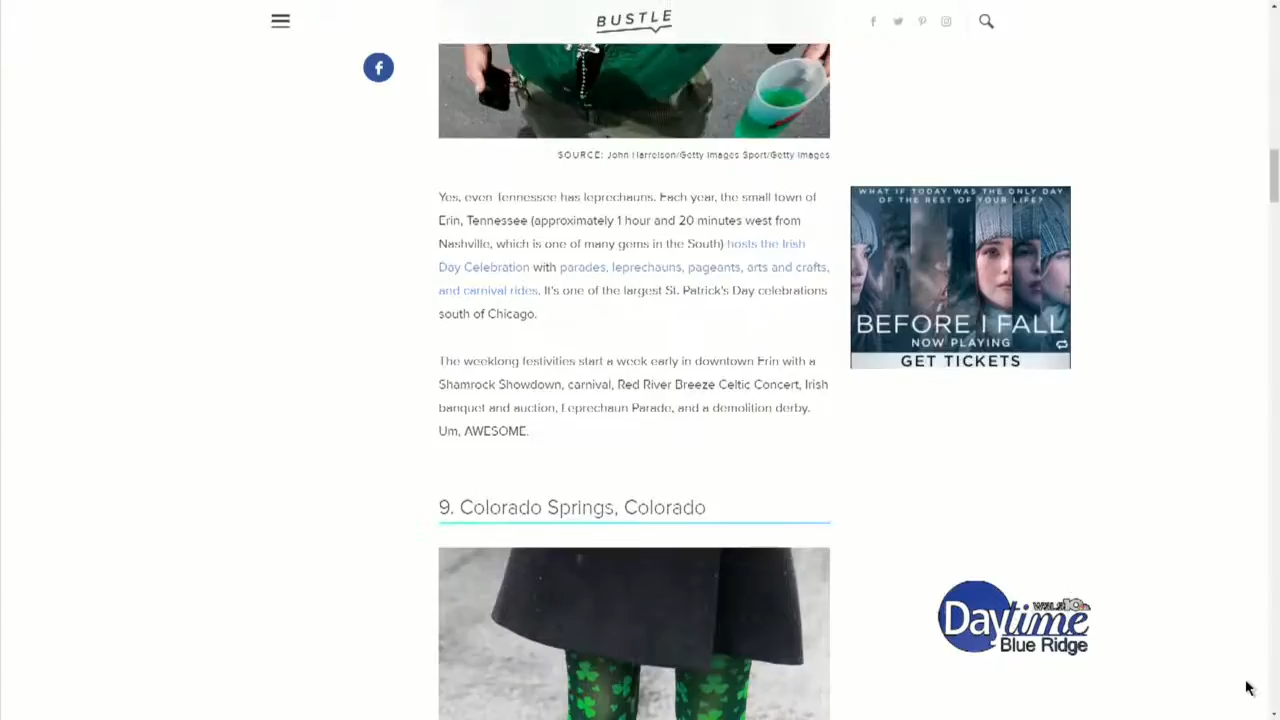 BUSTLE
SOURCE: John Harrelson/Getty Images Sport/Getty Images
Yes, even Tennessee has leprechauns. Each year, the small town of
Erin, Tennessee (approximately 1 hour and 20 minutes west from
Nashville, which is one of many gems in the South) hosts the Irish
Day Celebration with parades, leprechauns, pageants, arts and crafts,
and carnival rides. It's one of the largest St. Patrick's Day celebrations
south of Chicago.
The weeklong festivities start a week early in downtown Erin with a
Shamrock Showdown, carnival, Red River Breeze Celtic Concert, Irish
banquet and auction, Leprechaun Parade, and a demolition derby.
Um, AWESOME.
9. Colorado Springs, Colorado
WHAT IF TODAY WAS THE ONLY DAY
OF THE REST OF YOUR LIFE?
BEFORE I FALL
NOW PLAYING
GET TICKETS
WSLS 10
Daytime
Blue Ridge